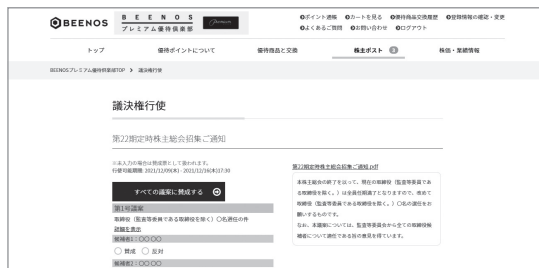 BEENOS
BEENOS
プレミアム優待倶楽部
Premium
ポイント通帳 カートを見る 優待商品交換履歴 登録情報の確認・変更
よくあるご質問 お問い合わせ ログアウト
トップ 優待ポイントについて 優待商品と交換 株主ポスト 3 株価・業績情報
BEENOSプレミアム優待倶楽部TOP > 議決権行使
議決権行使
第22期定時株主総会招集ご通知
※未入力の場合は賛成票として扱われます。
行使可能期間: 2021/12/09(木) - 2021/12/16(木)17:30
すべての議案に賛成する
第1号議案
取締役（監査等委員である取締役を除く）〇名選任の件
詳細を表示
候補者1：〇〇 〇〇
賛成 反対
候補者2：〇〇 〇〇
第22期定時株主総会招集ご通知.pdf
本株主総会の終了を以って、現在の取締役（監査等委員であ
る取締役を除く。）は全員任期満了となりますので、改めて
取締役（監査等委員である取締役を除く。）〇名の選任をお
願いするものです。
なお、本議案については、監査等委員会から全ての取締役候
補者について適任である旨の意見を得ています。